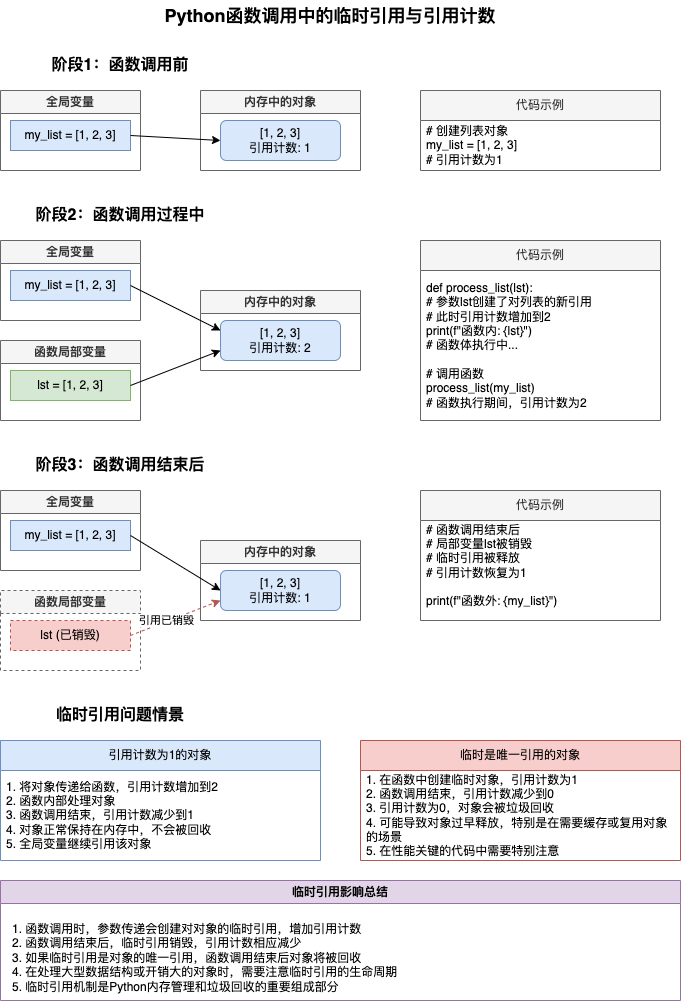 Python函数调用中的临时引用与引用计数
阶段1：函数调用前
全局变量
my_list = [1, 2, 3]
内存中的对象
[1, 2, 3]
引用计数: 1
代码示例
# 创建列表对象
my_list = [1, 2, 3]
# 引用计数为1
阶段2：函数调用过程中
全局变量
my_list = [1, 2, 3]
函数局部变量
lst = [1, 2, 3]
内存中的对象
[1, 2, 3]
引用计数: 2
代码示例
def process_list(lst):
# 参数lst创建了对列表的新引用
# 此时引用计数增加到2
print(f"函数内: {lst}")
# 函数体执行中...
# 调用函数
process_list(my_list)
# 函数执行期间，引用计数为2
阶段3：函数调用结束后
全局变量
my_list = [1, 2, 3]
函数局部变量
lst (已销毁)
引用已销毁
内存中的对象
[1, 2, 3]
引用计数: 1
代码示例
# 函数调用结束后
# 局部变量lst被销毁
# 临时引用被释放
# 引用计数恢复为1
print(f"函数外: {my_list}")
临时引用问题情景
引用计数为1的对象
1. 将对象传递给函数，引用计数增加到2
2. 函数内部处理对象
3. 函数调用结束，引用计数减少到1
4. 对象正常保持在内存中，不会被回收
5. 全局变量继续引用该对象
临时是唯一引用的对象
1. 在函数中创建临时对象，引用计数为1
2. 函数调用结束，引用计数减少到0
3. 引用计数为0，对象会被垃圾回收
4. 可能导致对象过早释放，特别是在需要缓存或复用对象
的场景
5. 在性能关键的代码中需要特别注意
临时引用影响总结
1. 函数调用时，参数传递会创建对对象的临时引用，增加引用计数
2. 函数调用结束后，临时引用销毁，引用计数相应减少
3. 如果临时引用是对象的唯一引用，函数调用结束后对象将被回收
4. 在处理大型数据结构或开销大的对象时，需要注意临时引用的生命周期
5. 临时引用机制是Python内存管理和垃圾回收的重要组成部分